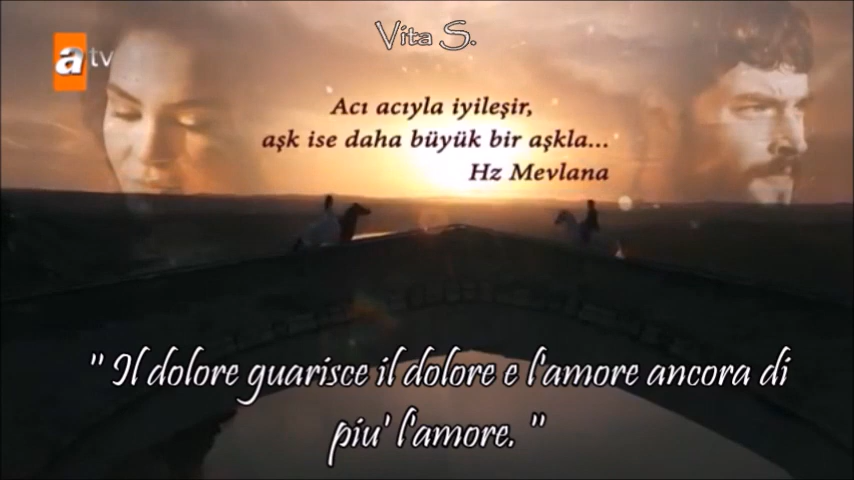 Vita S.
atv
Acı acıyla iyileşir,
aşk ise daha büyük bir aşkla...
Hz Mevlana
" Il dolore guarisce il dolore e l'amore ancora di
piu' l'amore. "